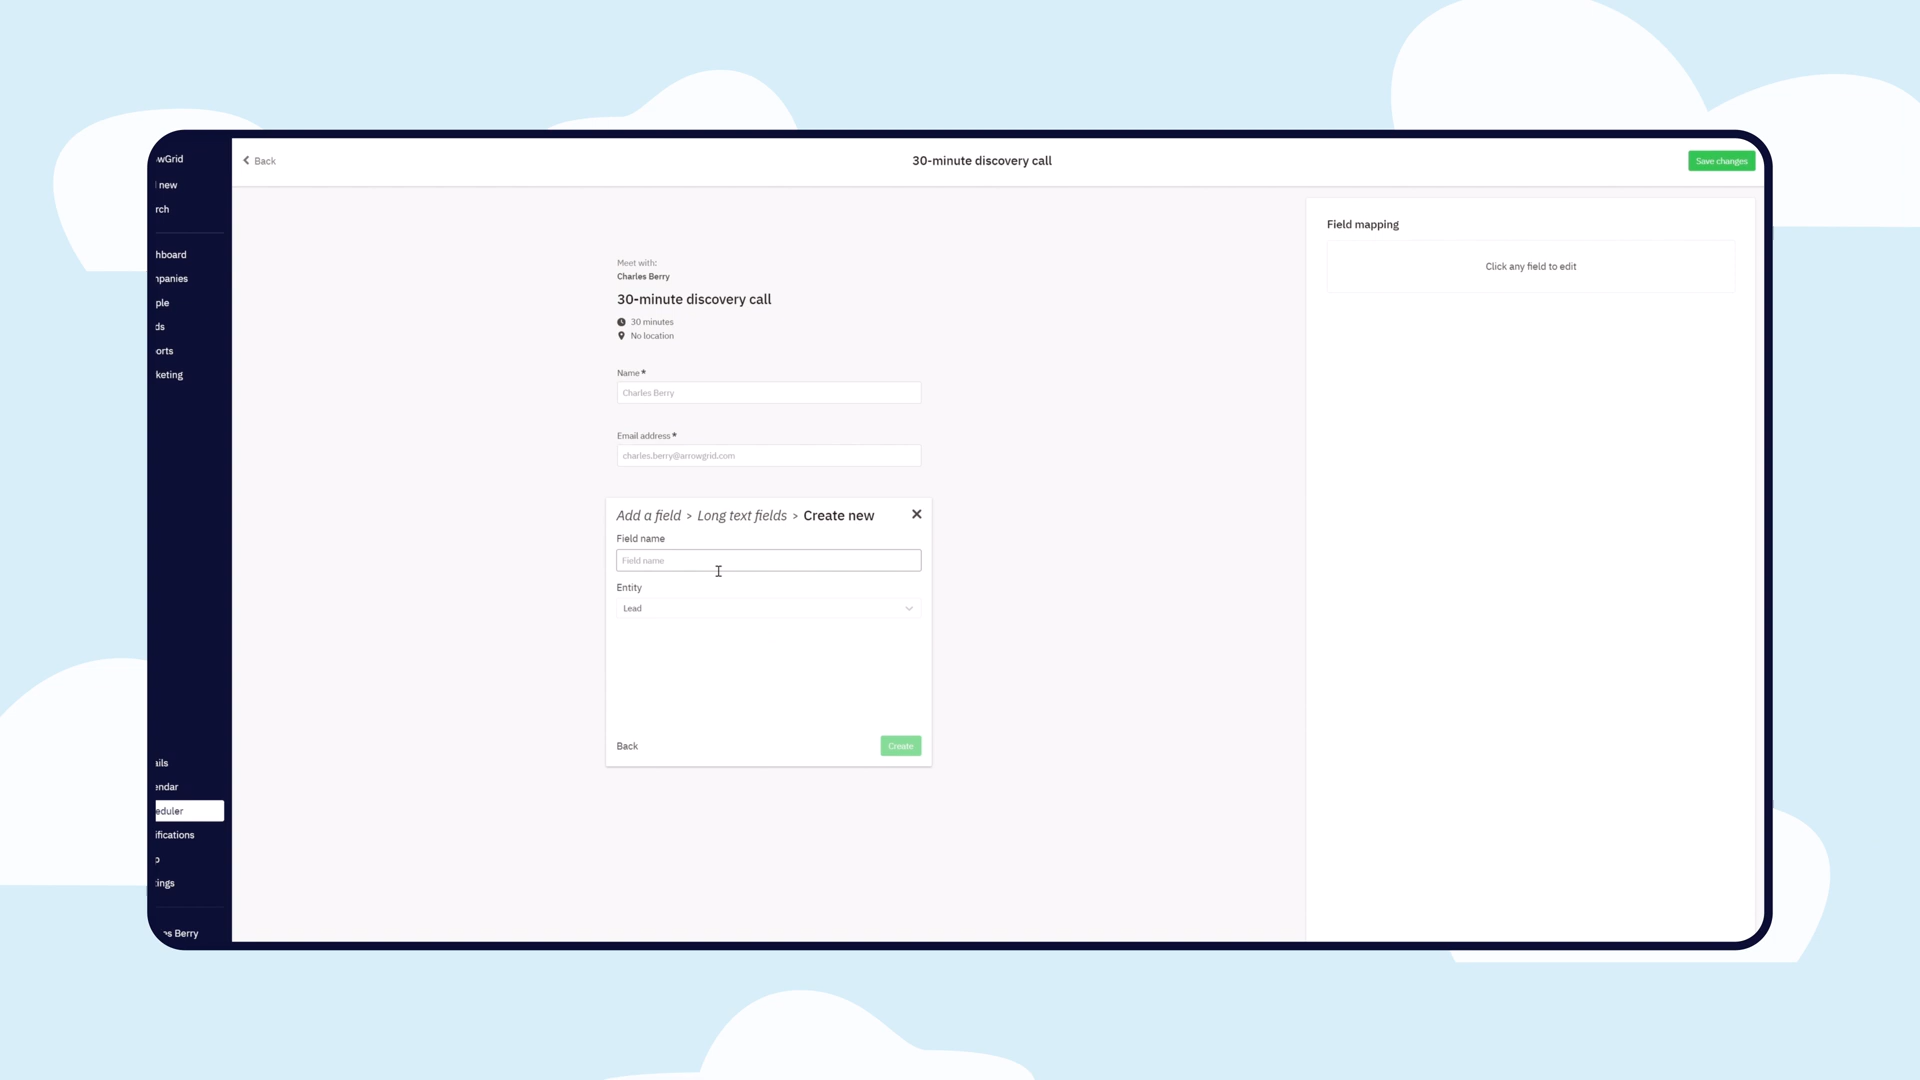 wGrid
new
rch
hboard
npanies
ple
ds
orts
keting
ails
endar
eduler
ifications
p
ings
es Berry
Back
30-minute discovery call
Save changes
Meet with:
Charles Berry
30-minute discovery call
30 minutes
No location
Name*
Charles Berry
Email address*
charles.berry@arrowgrid.com
Add a field > Long text fields > Create new
Field name
Field name
Entity
Lead
Back
Create
Field mapping
Click any field to edit